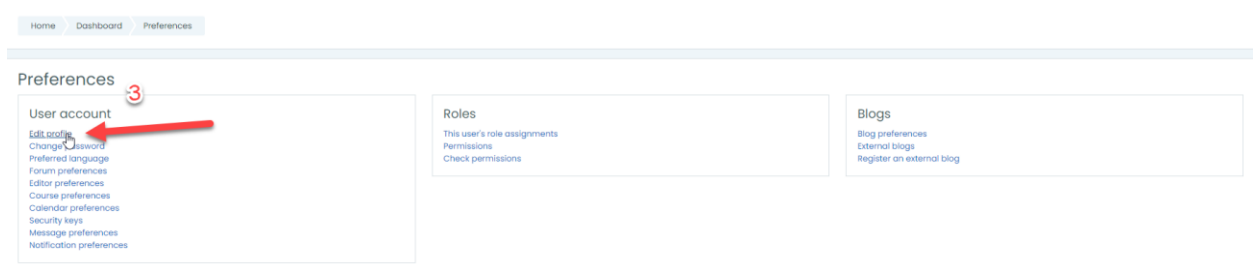 Home Dashboard Preferences
Preferences
3
User account
Edit profile
Change password
Preferred language
Forum preferences
Editor preferences
Course preferences
Calendar preferences
Security keys
Message preferences
Notification preferences
Roles
This user's role assignments
Permissions
Check permissions
Blogs
Blog preferences
External blogs
Register an external blog